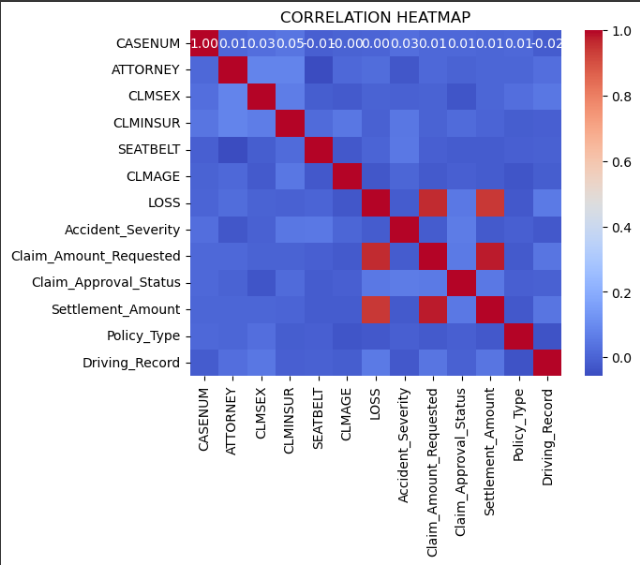 CORRELATION HEATMAP
CASENUM
1.00 0.01 0.03 0.05 -0.01 -0.00 0.00 0.03 0.01 0.01 0.01 0.01 -0.02
ATTORNEY
CLMSEX
CLMINSUR
SEATBELT
CLMAGE
LOSS
Accident_Severity
Claim_Amount_Requested
Claim_Approval_Status
Settlement_Amount
Policy_Type
Driving_Record
CASENUM
ATTORNEY
CLMSEX
CLMINSUR
SEATBELT
CLMAGE
LOSS
Accident_Severity
Claim_Amount_Requested
Claim_Approval_Status
Settlement_Amount
Policy_Type
Driving_Record
1.0
0.8
0.6
0.4
0.2
0.0